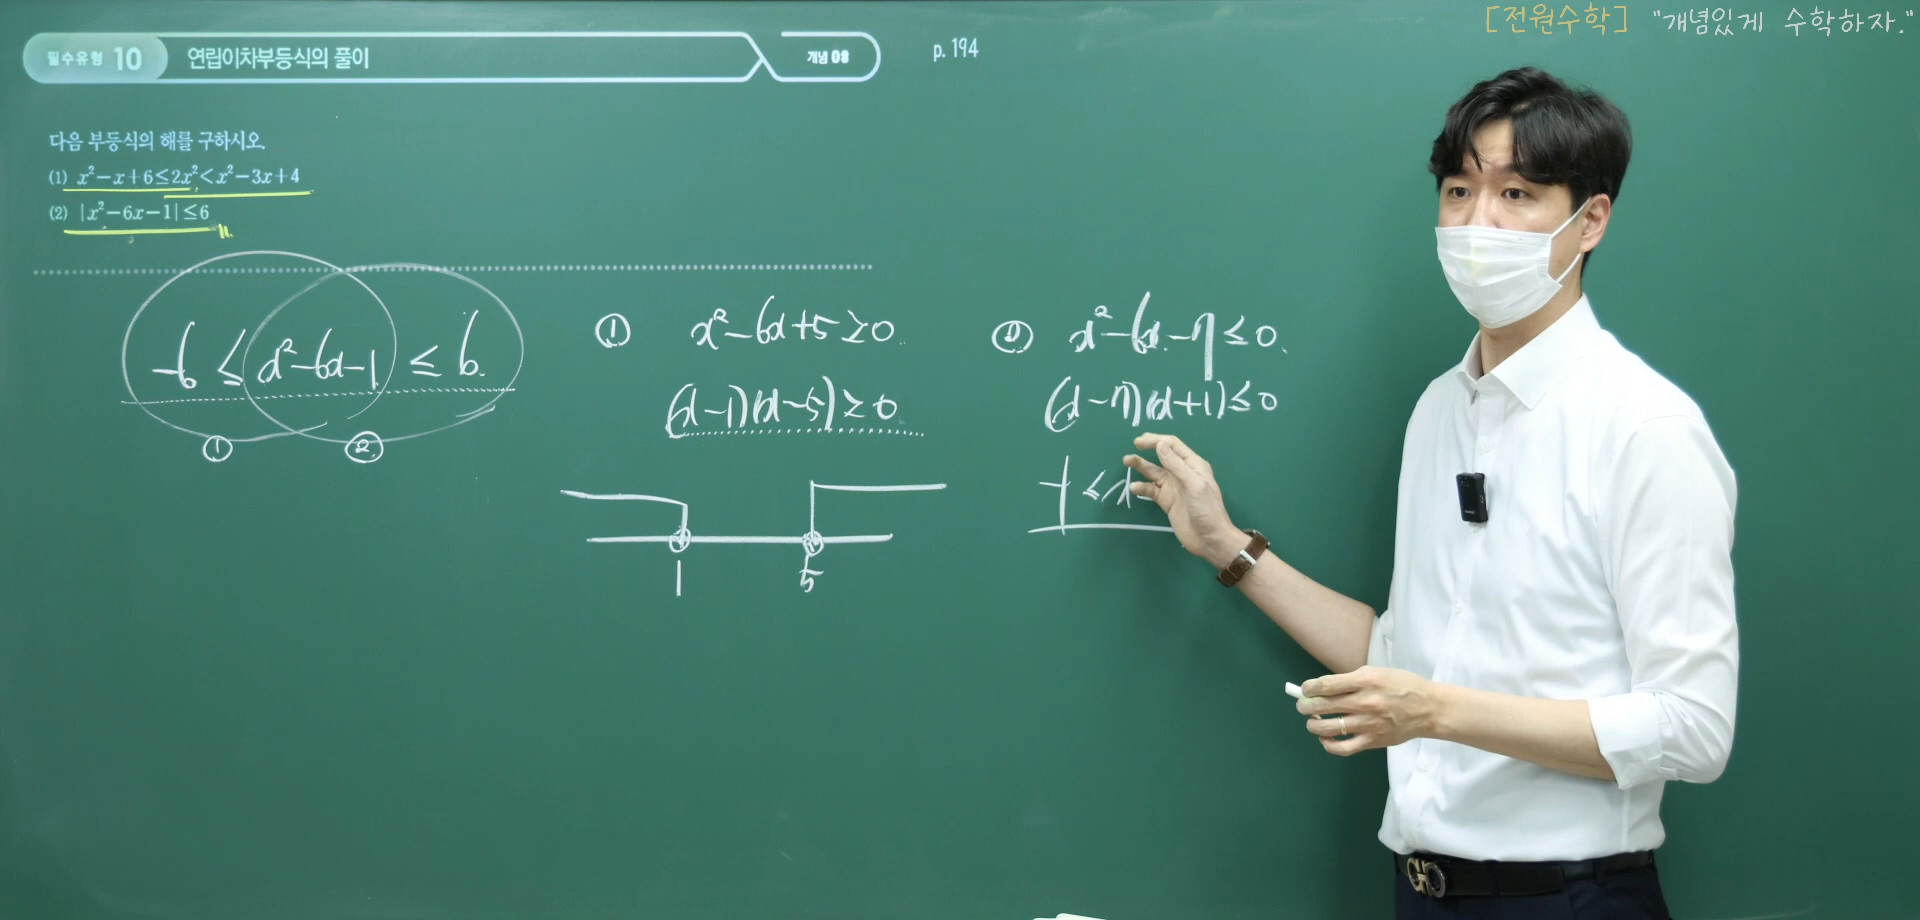 [전원수학] "개념있게 수학하자."
필수유형 10 연립이차부등식의 풀이 개념 08 p. 194
다음 부등식의 해를 구하시오.
(1) x²-x+6≤2x²<x²-3x+4
(2) |x²-6x-1|≤6
-6 ≤ x²-6x-1 ≤ 6
① ②
① x²-6x+5≥0
(x-1)(x-5)≥0
1 5
② x²-6x-7≤0
(x-7)(x+1)≤0
-1≤x